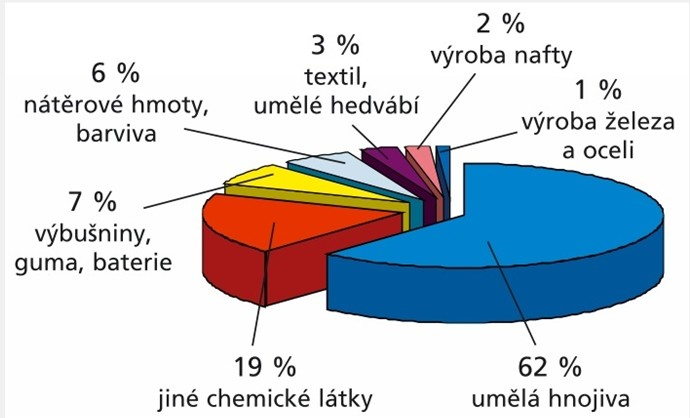 2 %
výroba nafty
3 %
textil,
umělé hedvábí
6 %
nátěrové hmoty,
barviva
1 %
výroba železa
a oceli
7 %
výbušniny,
guma, baterie
19 %
jiné chemické látky
62 %
umělá hnojiva